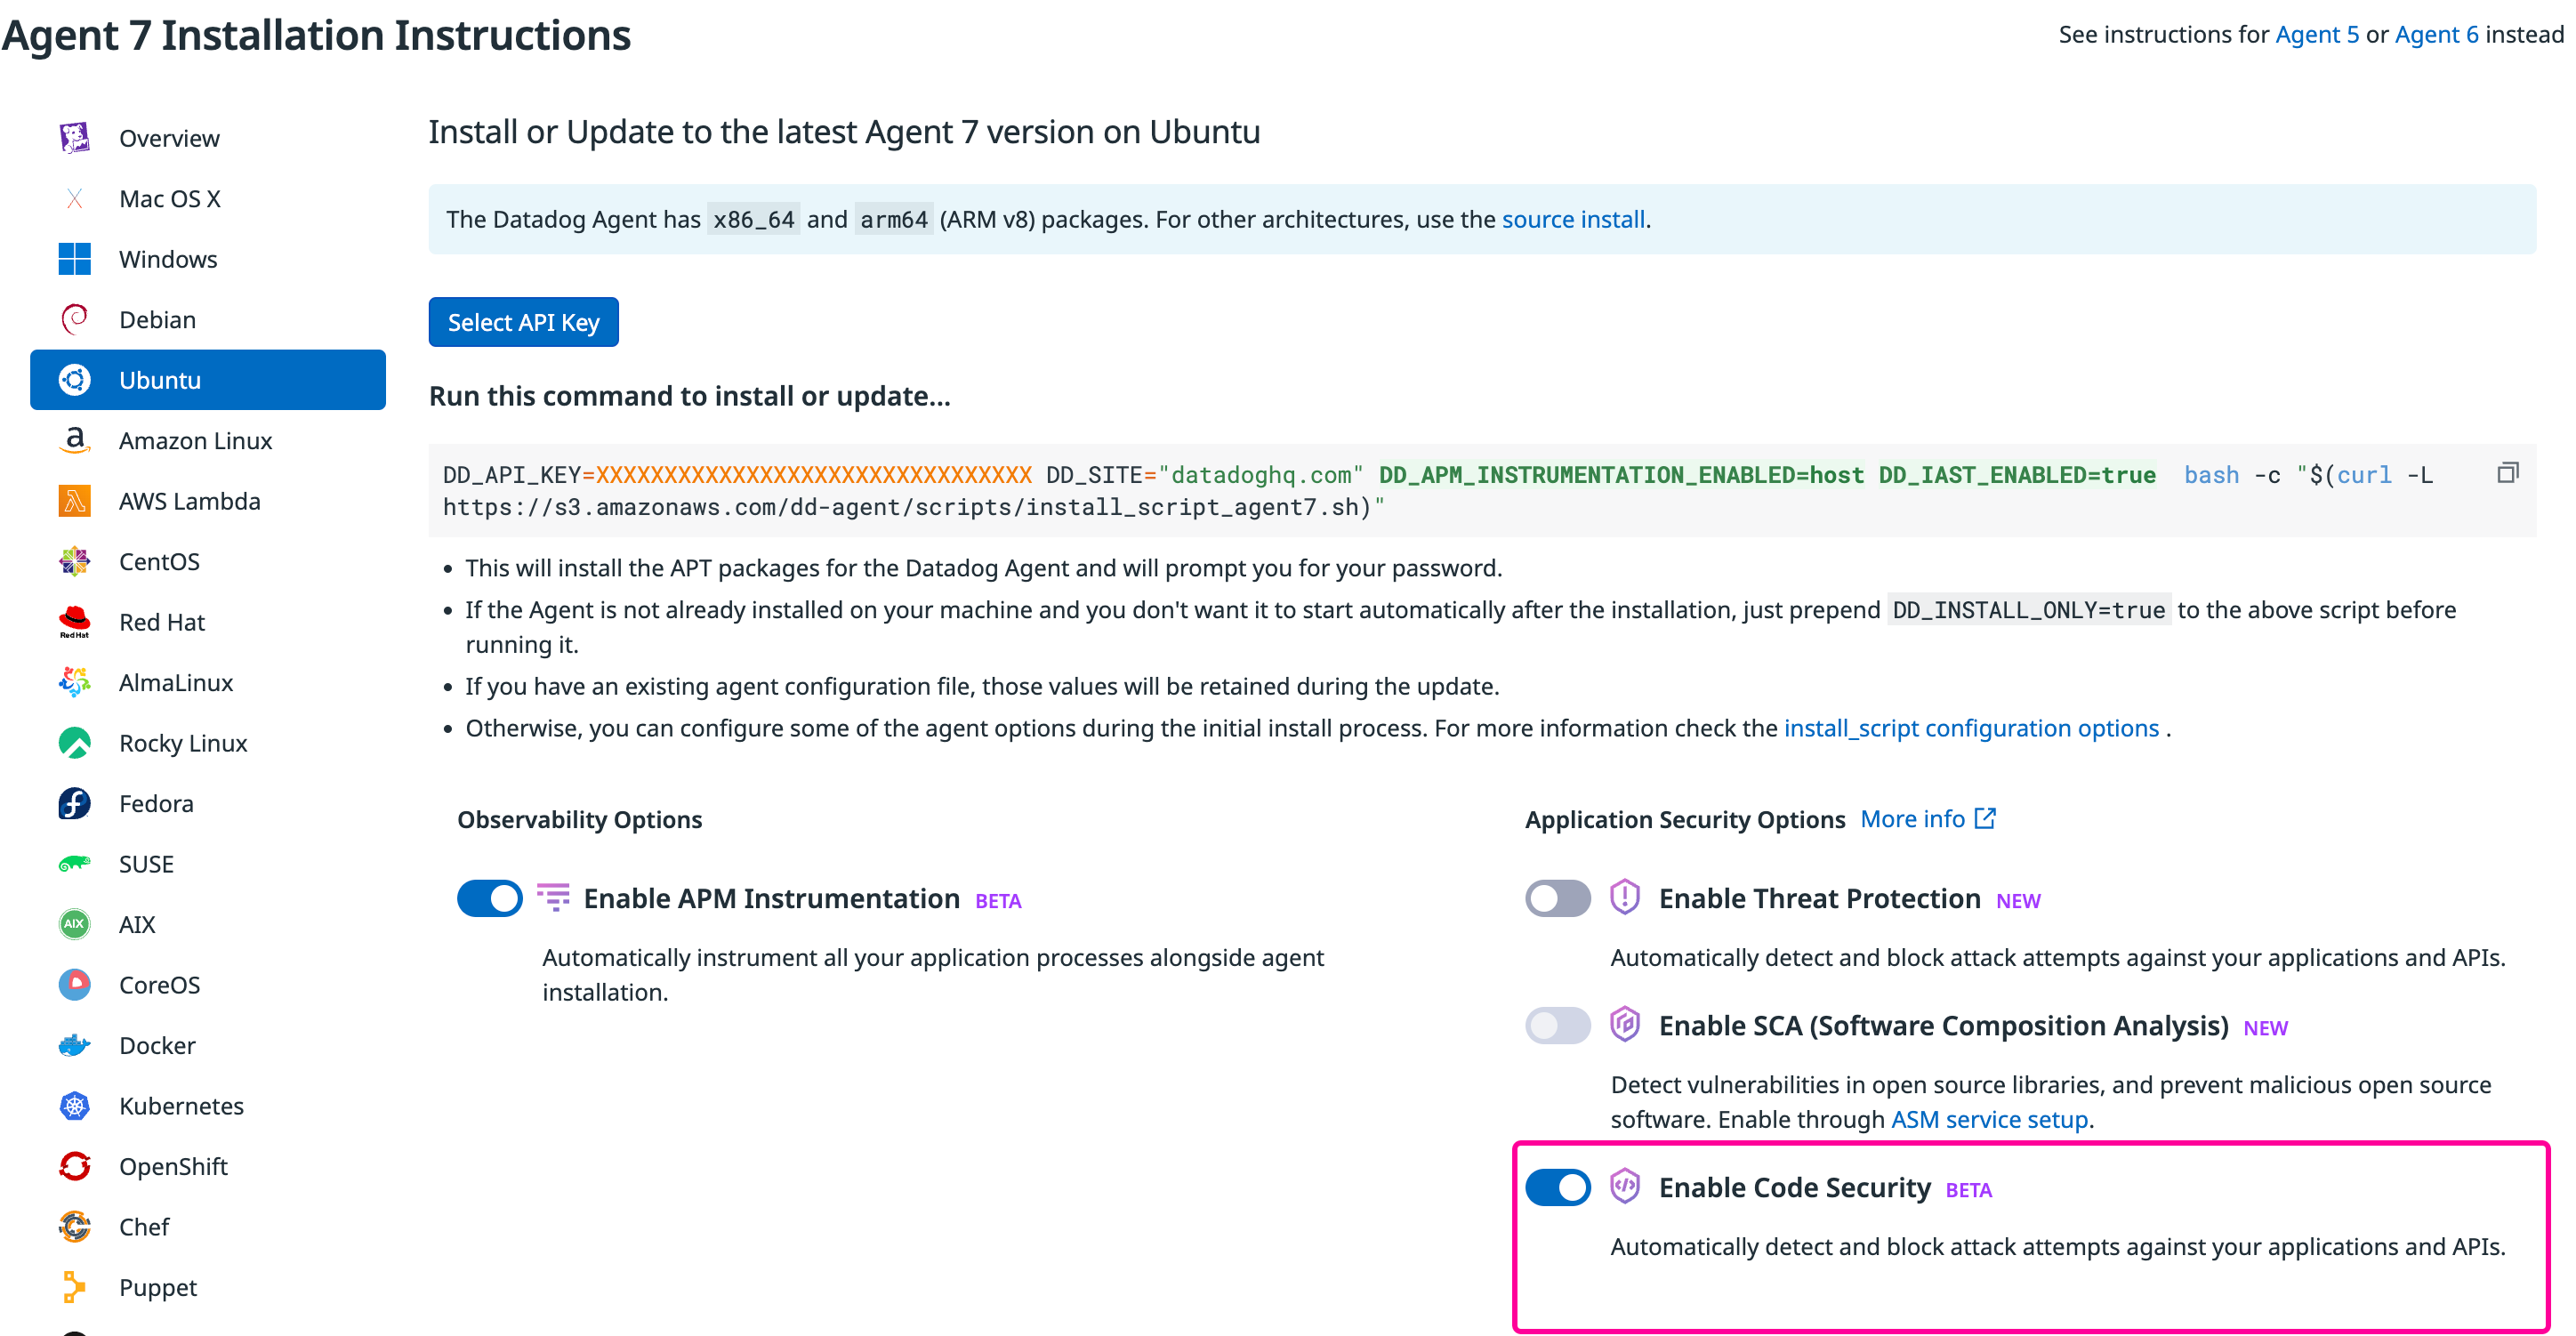 Agent 7 Installation Instructions
See instructions for Agent 5 or Agent 6 instead
Overview
Mac OS X
Windows
Debian
Ubuntu
Amazon Linux
AWS Lambda
CentOS
Red Hat
Red Hat
AlmaLinux
Rocky Linux
Fedora
SUSE
AIX
AIX
CoreOS
Docker
Kubernetes
OpenShift
Chef
Puppet
Install or Update to the latest Agent 7 version on Ubuntu
The Datadog Agent has x86_64 and arm64 (ARM v8) packages. For other architectures, use the source install.
Select API Key
Run this command to install or update...
DD_API_KEY=XXXXXXXXXXXXXXXXXXXXXXXXXXXXXXXX DD_SITE="datadoghq.com" DD_APM_INSTRUMENTATION_ENABLED=host DD_IAST_ENABLED=true bash -c "$(curl -L
https://s3.amazonaws.com/dd-agent/scripts/install_script_agent7.sh)"
• This will install the APT packages for the Datadog Agent and will prompt you for your password.
• If the Agent is not already installed on your machine and you don't want it to start automatically after the installation, just prepend DD_INSTALL_ONLY=true to the above script before
running it.
• If you have an existing agent configuration file, those values will be retained during the update.
• Otherwise, you can configure some of the agent options during the initial install process. For more information check the install_script configuration options .
Observability Options
Enable APM Instrumentation BETA
Automatically instrument all your application processes alongside agent
installation.
Application Security Options More info
Enable Threat Protection NEW
Automatically detect and block attack attempts against your applications and APIs.
Enable SCA (Software Composition Analysis) NEW
Detect vulnerabilities in open source libraries, and prevent malicious open source
software. Enable through ASM service setup.
Enable Code Security BETA
Automatically detect and block attack attempts against your applications and APIs.